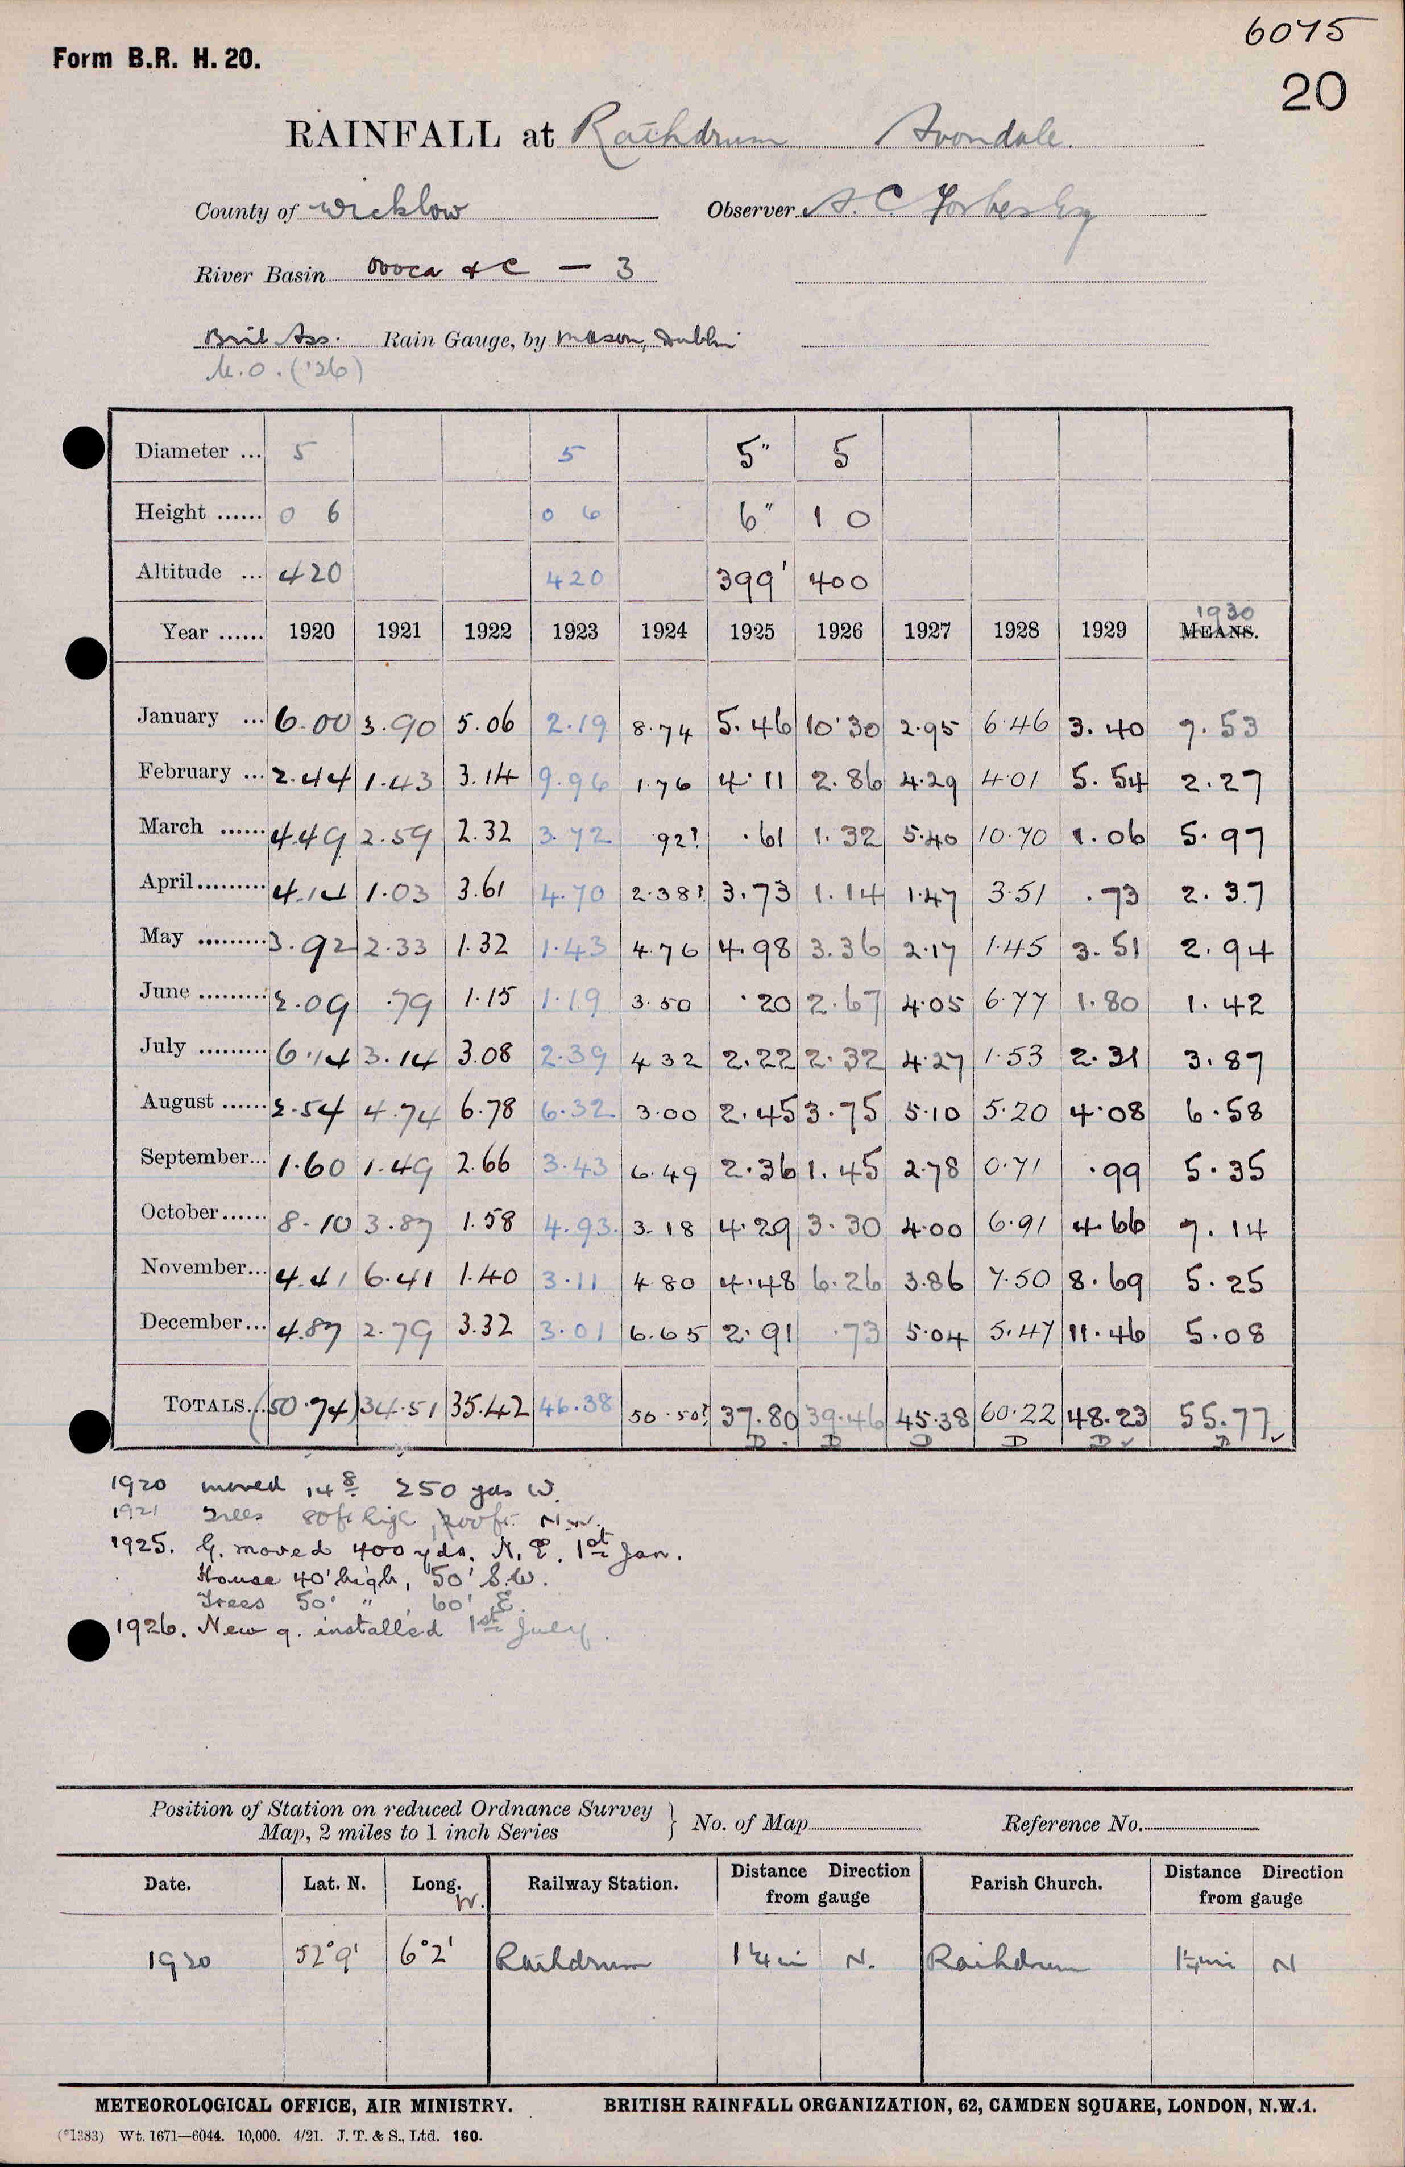 6075
Form B.R. H. 20.
20
RAINFALL at Rathdrum Avondale.
County of Wicklow Observer A. C. Forbes Esq
River Basin Ovoca & C — 3
Brit Ass. Rain Gauge, by Mason, Dublin
M.O. ('26)
Diameter ... 5 5 5" 5
Height ...... 0 6 0 6 6" 1 0
Altitude ... 420 420 399' 400
1930
Year ...... 1920 1921 1922 1923 1924 1925 1926 1927 1928 1929 MEANS.
January ... 6.00 3.90 5.06 2.19 8.74 5.46 10.30 2.95 6.46 3.40 7.53
February ... 2.44 1.43 3.14 9.96 1.76 4.11 2.86 4.29 4.01 5.54 2.27
March ...... 4.49 2.59 2.32 3.72 92? .61 1.32 5.40 10.70 1.06 5.97
April......... 4.14 1.03 3.61 4.70 2.38? 3.73 1.14 1.47 3.51 .73 2.37
May ......... 3.92 2.33 1.32 1.43 4.76 4.98 3.36 2.17 1.45 3.51 2.94
June ......... 2.09 .79 1.15 1.19 3.50 .20 2.67 4.05 6.77 1.80 1.42
July ......... 6.14 3.14 3.08 2.39 4 32 2.22 2.32 4.27 1.53 2.31 3.87
August ...... 2.54 4.74 6.78 6.32 3.00 2.45 3.75 5.10 5.20 4.08 6.58
September... 1.60 1.49 2.66 3.43 6.49 2.36 1.45 2.78 0.71 .99 5.35
October...... 8.10 3.87 1.58 4.93 3.18 4.29 3.30 4.00 6.91 4.66 7.14
November... 4.41 6.41 1.40 3.11 4 80 4.48 6.26 3.86 7.50 8.69 5.25
December... 4.87 2.79 3.32 3.01 6.65 2.91 .73 5.04 5.47 11.46 5.08
TOTALS... (50.74) 34.51 35.42 46.38 50.50? 37.80 39.46 45.38 60.22 48.23 55.77
D D D D D ✓ D ✓
1920 moved 14 8 250 yds W.
1921 Trees 80ft high, 200ft. N.W.
1925. G. moved 400 yds. N. E. 1st Jan.
House 40' high, 50' S.W.
Trees 50' " , 60' E.
1926. New g. installed 1st July.
Position of Station on reduced Ordnance Survey
Map, 2 miles to 1 inch Series } No. of Map Reference No.
Date. Lat. N. Long. W. Railway Station. Distance Direction from gauge Parish Church. Distance Direction from gauge
1920 52°9' 6°2' Rathdrum 1¼ mi N. Rathdrum 1¼ mi N
METEOROLOGICAL OFFICE, AIR MINISTRY. BRITISH RAINFALL ORGANIZATION, 62, CAMDEN SQUARE, LONDON, N.W.1.
(*1383) Wt. 1671—6044. 10,000. 4/21. J. T. & S., Ltd. 160.